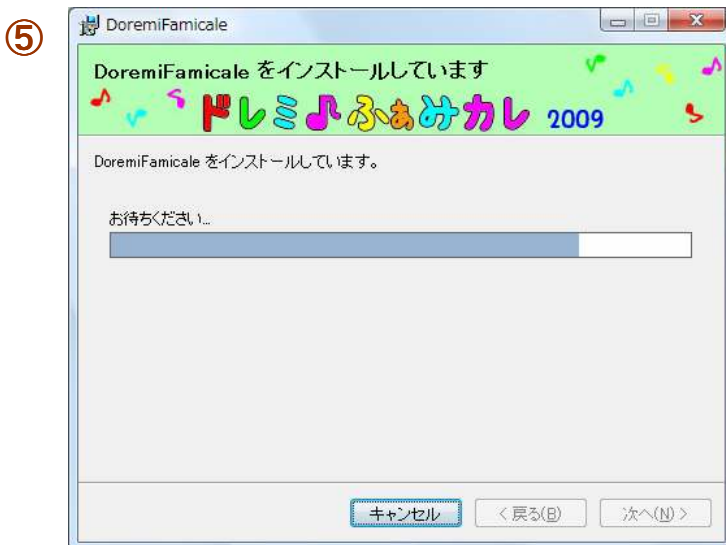 ⑤
DoremiFamicale
DoremiFamicale をインストールしています
ドレミ♪ふぁみカレ 2009
DoremiFamicale をインストールしています。
お待ちください...
キャンセル
< 戻る(B)
次へ(N) >